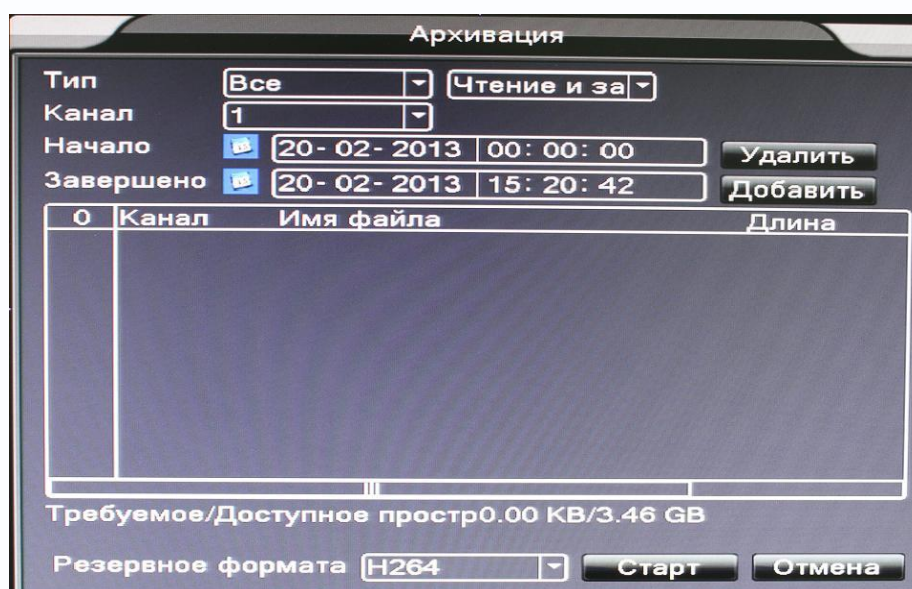 Архивация
Тип Все Чтение и за
Канал 1
Начало 20- 02- 2013 00: 00: 00 Удалить
Завершено 20- 02- 2013 15: 20: 42 Добавить
0 Канал Имя файла Длина
Требуемое/Доступное простр0.00 KB/3.46 GB
Резервное формата H264 Старт Отмена